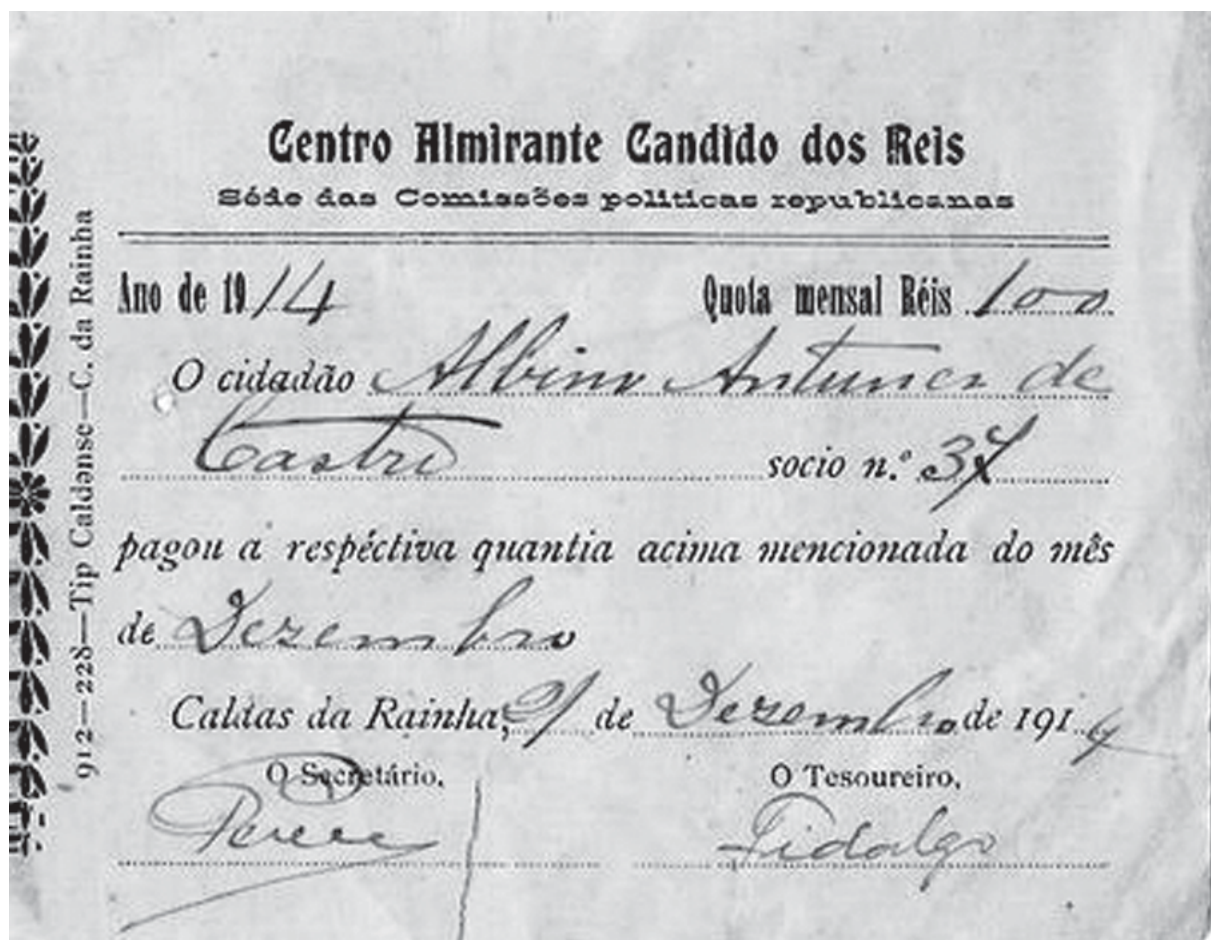 Centro Almirante Candido dos Reis
Séde das Comissões politicas republicanas
Ano de 1914 Quota mensal Réis 100
O cidadão Albino Antunes de
Castro socio n.º 37
pagou a respéctiva quantia acima mencionada do mês
de Dezembro
Caldas da Rainha, de Dezembro de 1914
O Secretário, O Tesoureiro,
Fidalgo
912—228—Tip Caldense—C. da Rainha